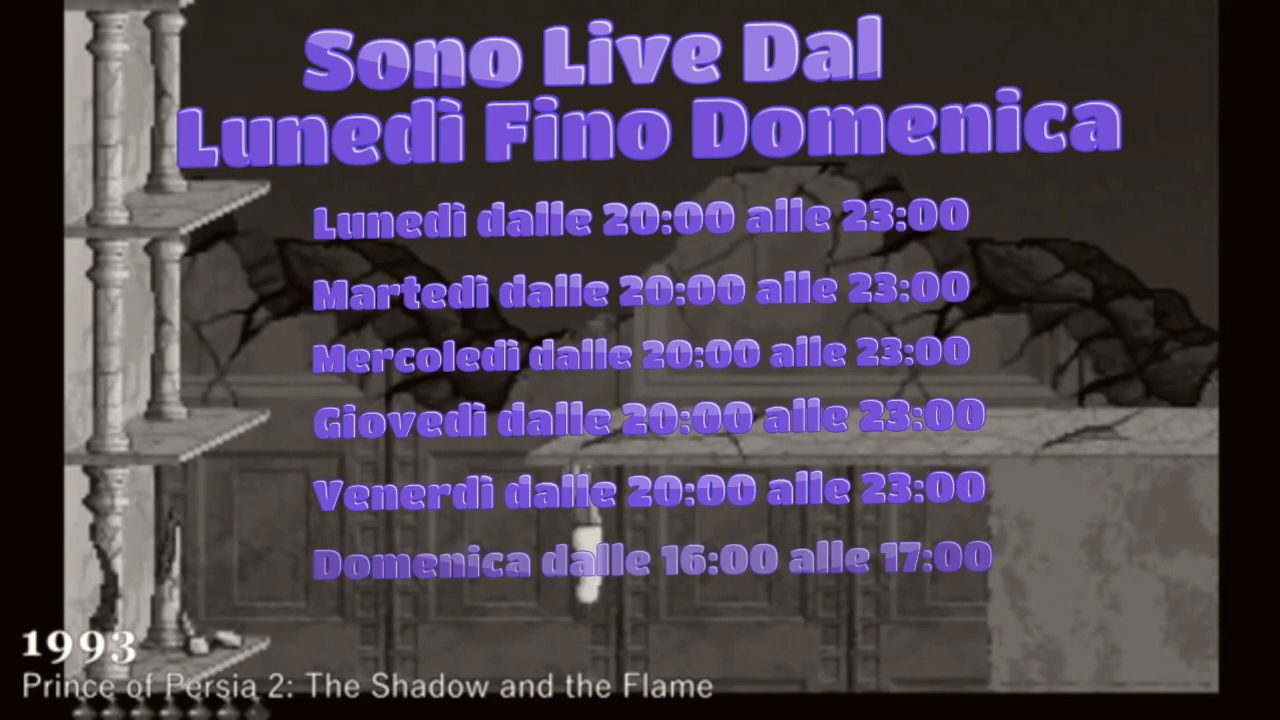 Sono Live Dal
Lunedì Fino Domenica
Lunedì dalle 20:00 alle 23:00
Martedì dalle 20:00 alle 23:00
Mercoledì dalle 20:00 alle 23:00
Giovedì dalle 20:00 alle 23:00
Venerdì dalle 20:00 alle 23:00
Domenica dalle 16:00 alle 17:00
1993
Prince of Persia 2: The Shadow and the Flame